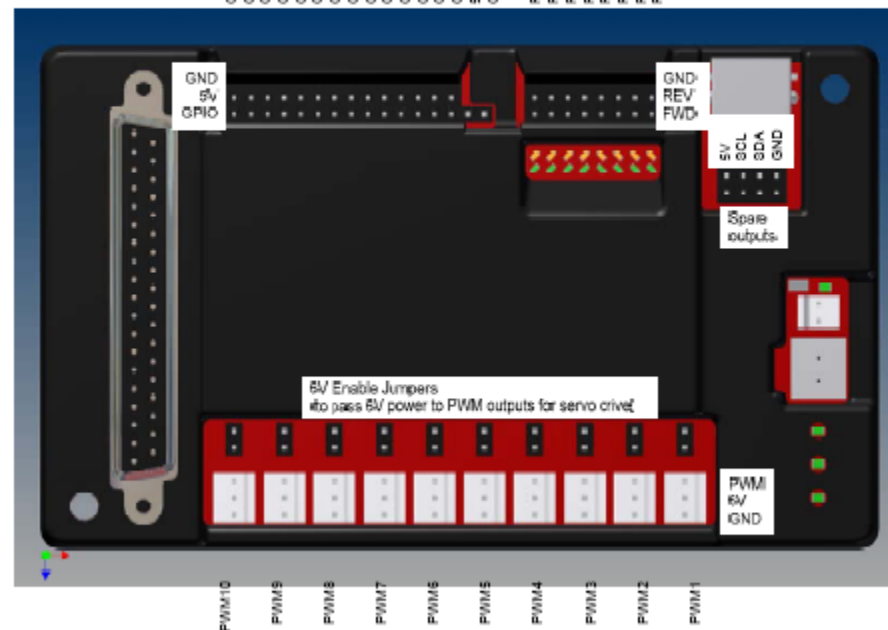 GND
5V
GPIO
GND
REV
FWD
5V
SCL
SDA
GND
Spare
outputs
6V Enable Jumpers
to pass 6V power to PWM outputs for servo
PWM
6V
GND
PWM10
PWM9
PWM8
PWM7
PWM6
PWM5
PWM4
PWM3
PWM2
PWM1